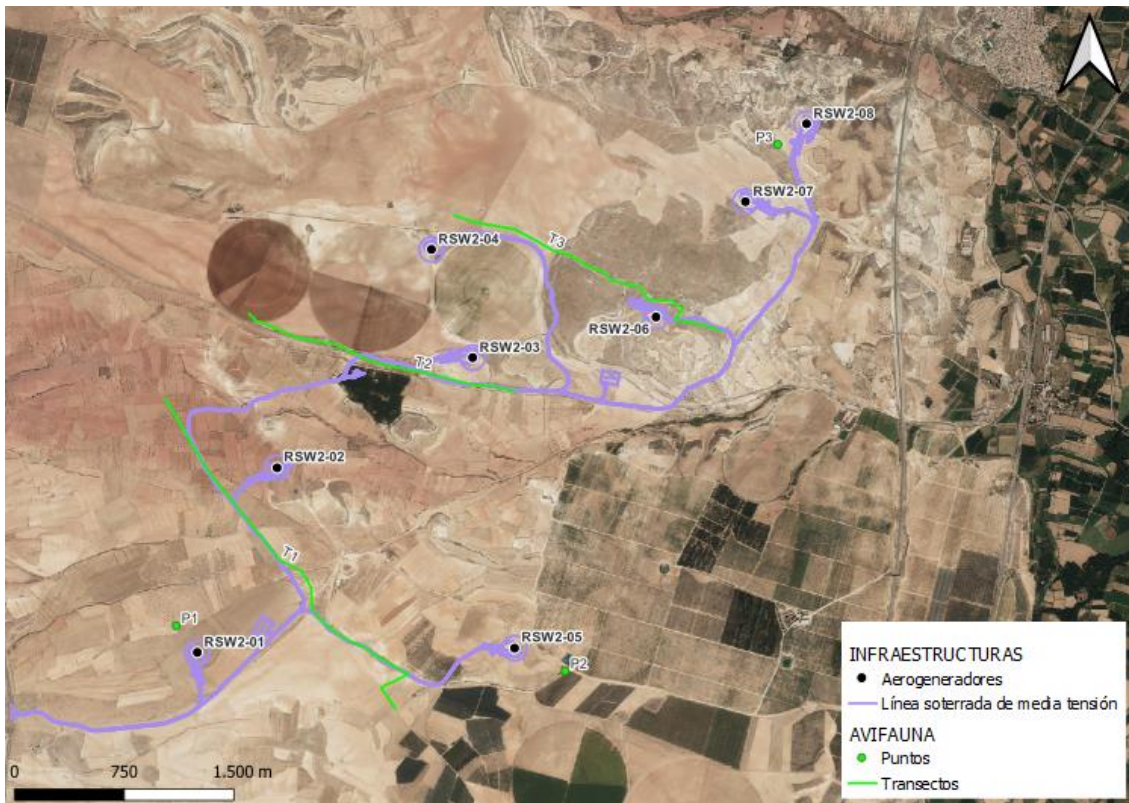 RSW2-08
P3
RSW2-07
T3
RSW2-04
RSW2-06
RSW2-03
T2
RSW2-02
T1
P1
RSW2-01
RSW2-05
P2
INFRAESTRUCTURAS
Aerogeneradores
Línea soterrada de media tensión
AVIFAUNA
Puntos
Transectos
0 750 1.500 m